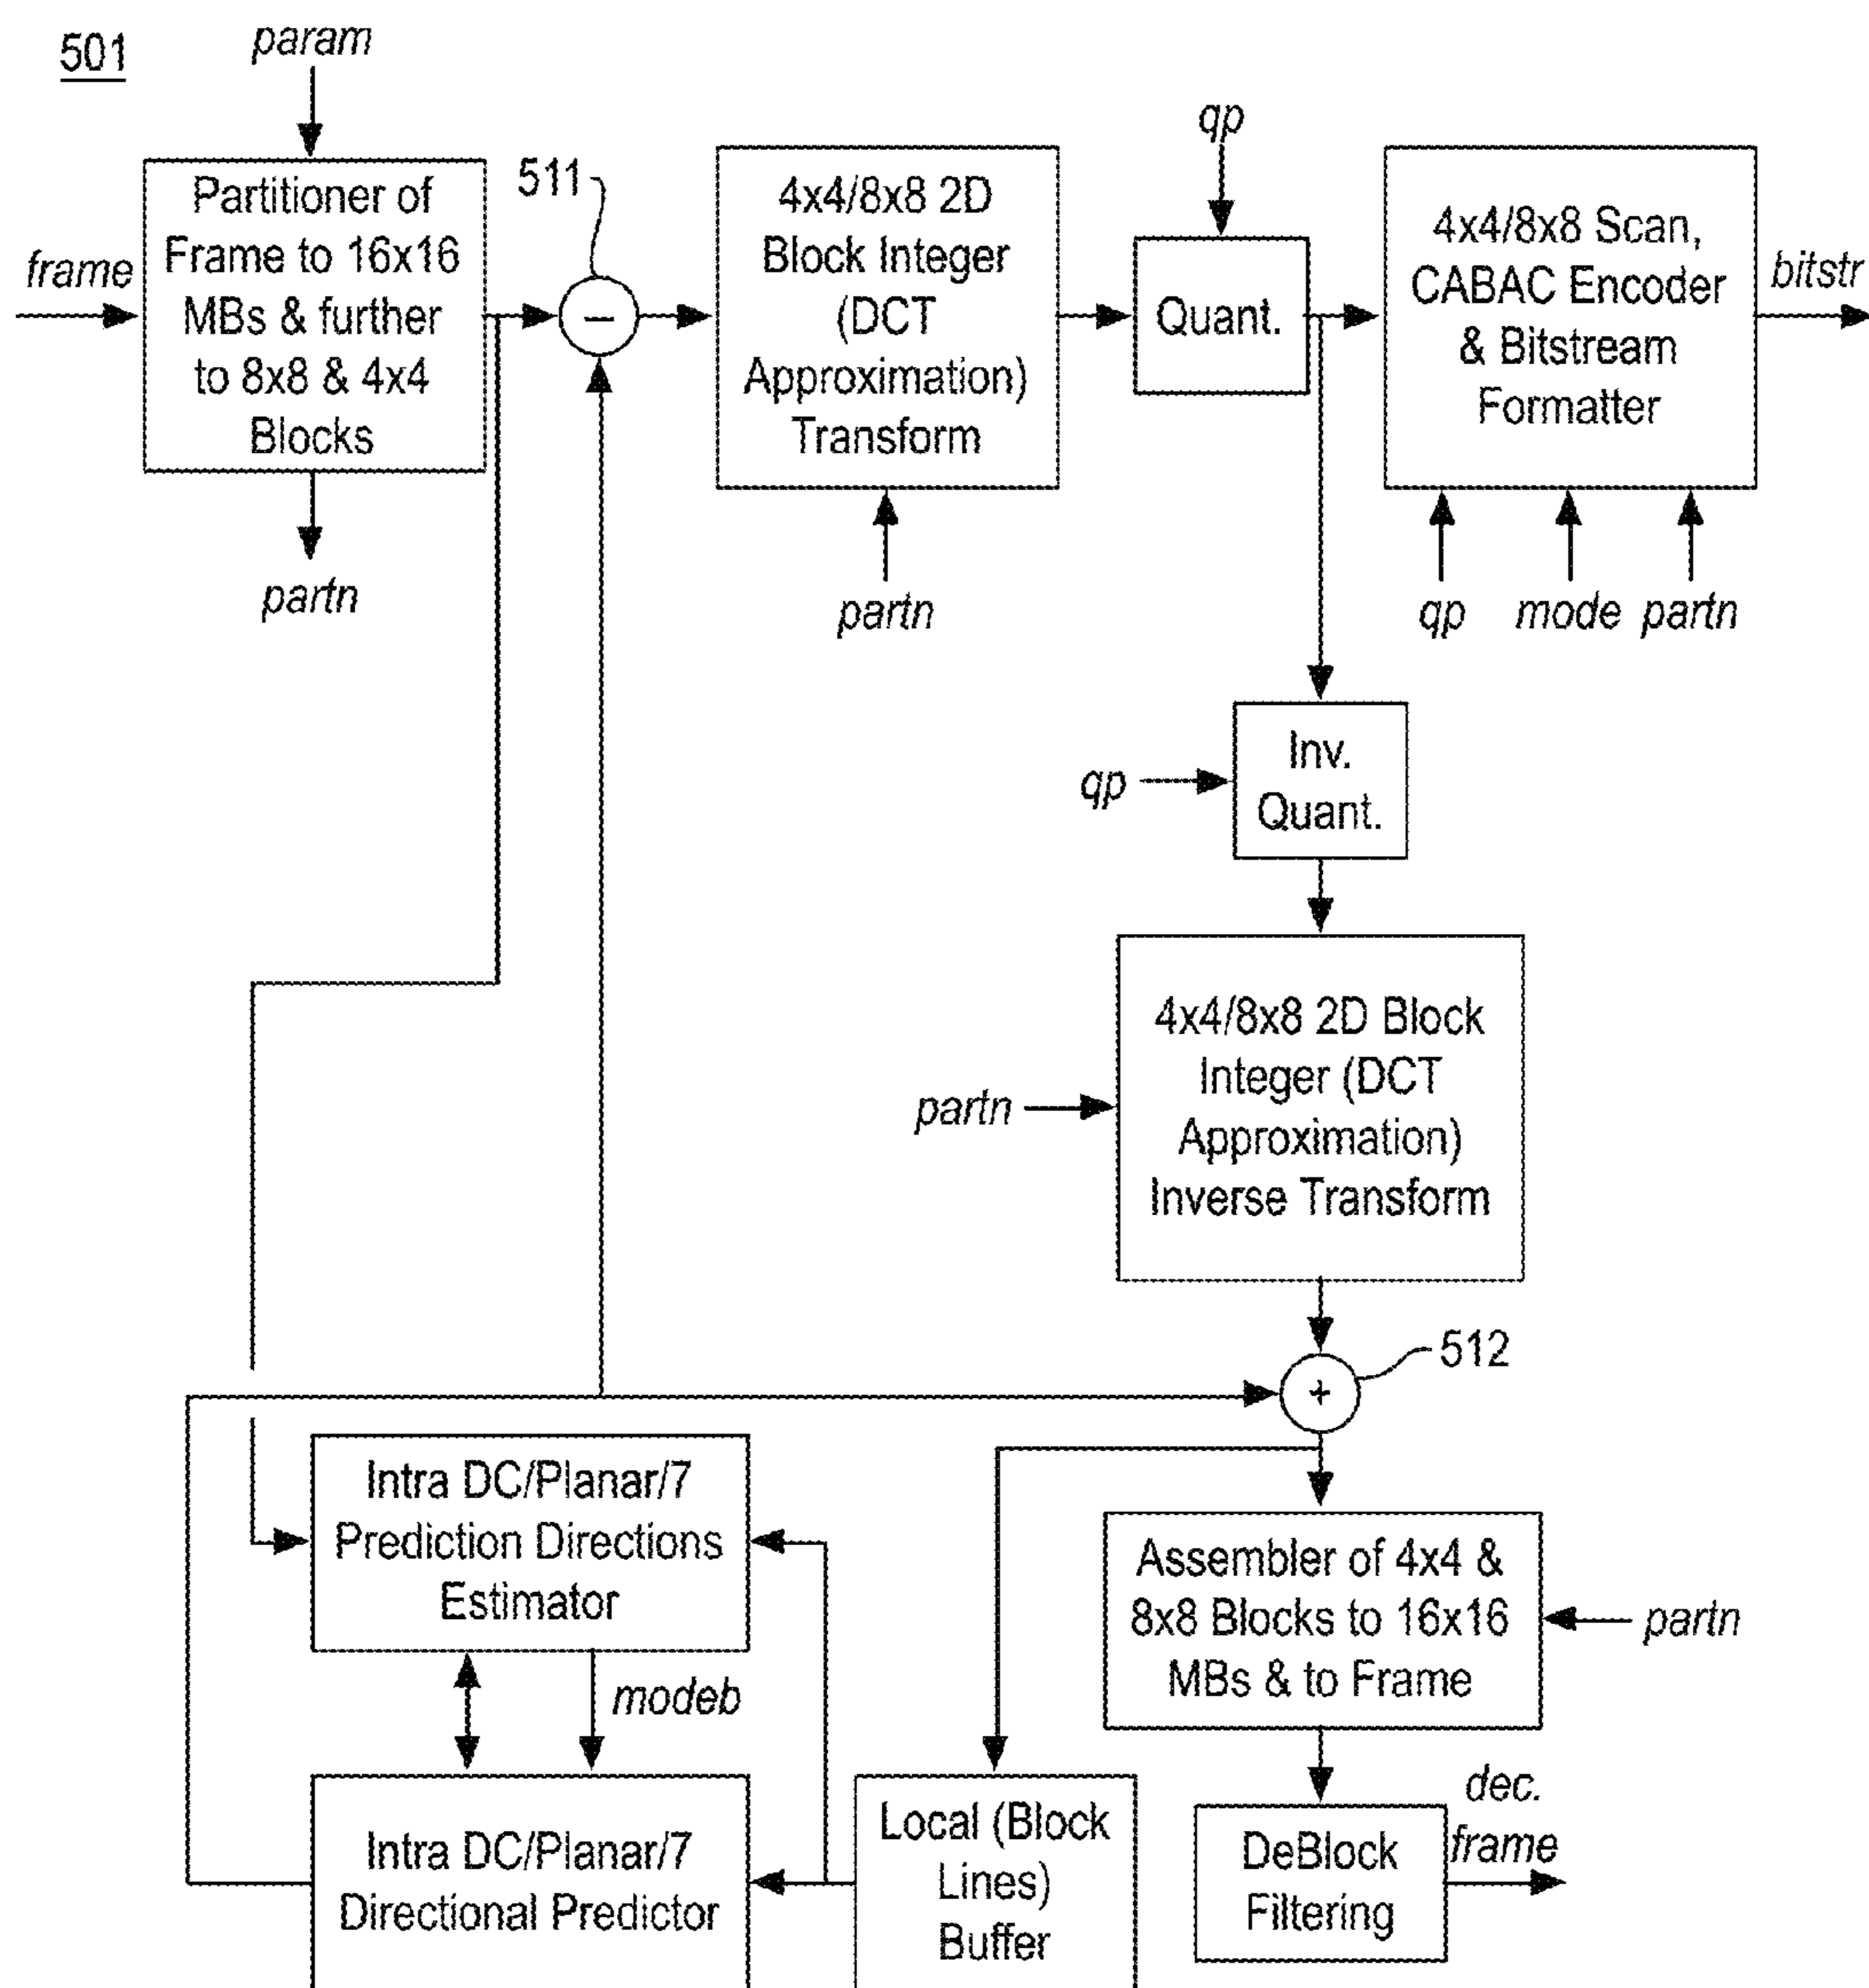 501
param
frame
Partitioner of
Frame to 16x16
MBs & further
to 8x8 & 4x4
Blocks
partn
511
–
4x4/8x8 2D
Block Integer
(DCT
Approximation)
Transform
partn
qp
Quant.
4x4/8x8 Scan,
CABAC Encoder
& Bitstream
Formatter
bitstr
qp mode partn
qp
Inv.
Quant.
partn
4x4/8x8 2D Block
Integer (DCT
Approximation)
Inverse Transform
512
+
Intra DC/Planar/7
Prediction Directions
Estimator
modeb
Intra DC/Planar/7
Directional Predictor
Local (Block
Lines)
Buffer
Assembler of 4x4 &
8x8 Blocks to 16x16
MBs & to Frame
partn
DeBlock
Filtering
dec.
frame